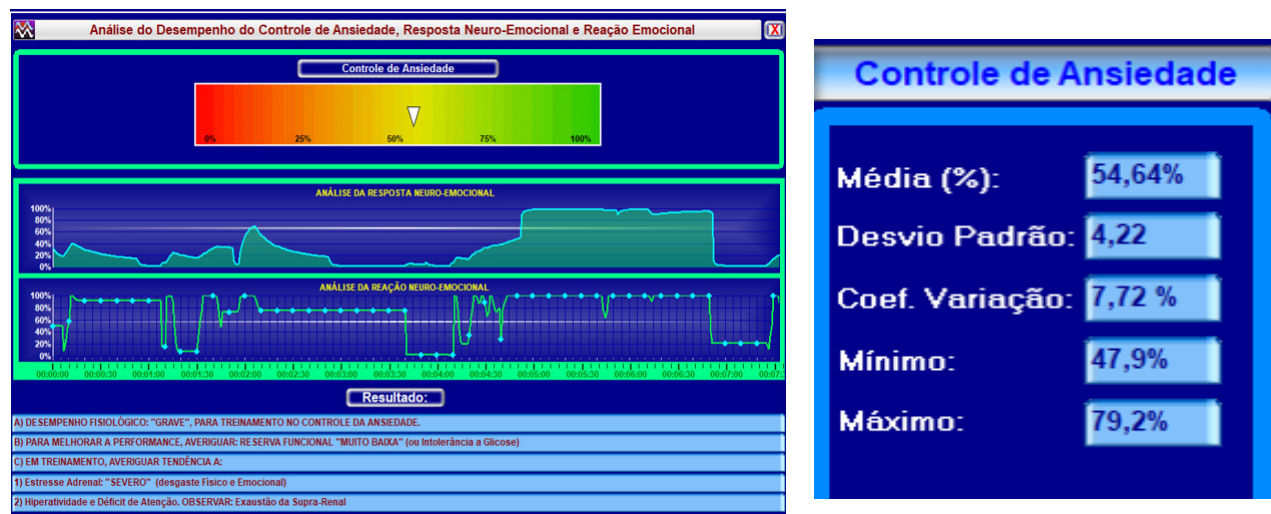 Análise do Desempenho do Controle de Ansiedade, Resposta Neuro-Emocional e Reação Emocional
X
Controle de Ansiedade
0% 25% 50% 75% 100%
ANÁLISE DA RESPOSTA NEURO-EMOCIONAL
100%
80%
60%
40%
20%
0%
ANÁLISE DA REAÇÃO NEURO-EMOCIONAL
100%
80%
60%
40%
20%
0%
00:00:00 00:00:30 00:01:00 00:01:30 00:02:00 00:02:30 00:03:00 00:03:30 00:04:00 00:04:30 00:05:00 00:05:30 00:06:00 00:06:30 00:07:00
Resultado:
A) DESEMPENHO FISIOLÓGICO: "GRAVE", PARA TREINAMENTO NO CONTROLE DA ANSIEDADE.
B) PARA MELHORAR A PERFORMANCE, AVERIGUAR: RESERVA FUNCIONAL "MUITO BAIXA" (ou Intolerância a Glicose)
C) EM TREINAMENTO, AVERIGUAR TENDÊNCIA A:
1) Estresse Adrenal: "SEVERO" (desgaste Físico e Emocional)
2) Hiperatividade e Déficit de Atenção. OBSERVAR: Exaustão da Supra-Renal
Controle de Ansiedade
Média (%): 54,64%
Desvio Padrão: 4,22
Coef. Variação: 7,72 %
Mínimo: 47,9%
Máximo: 79,2%